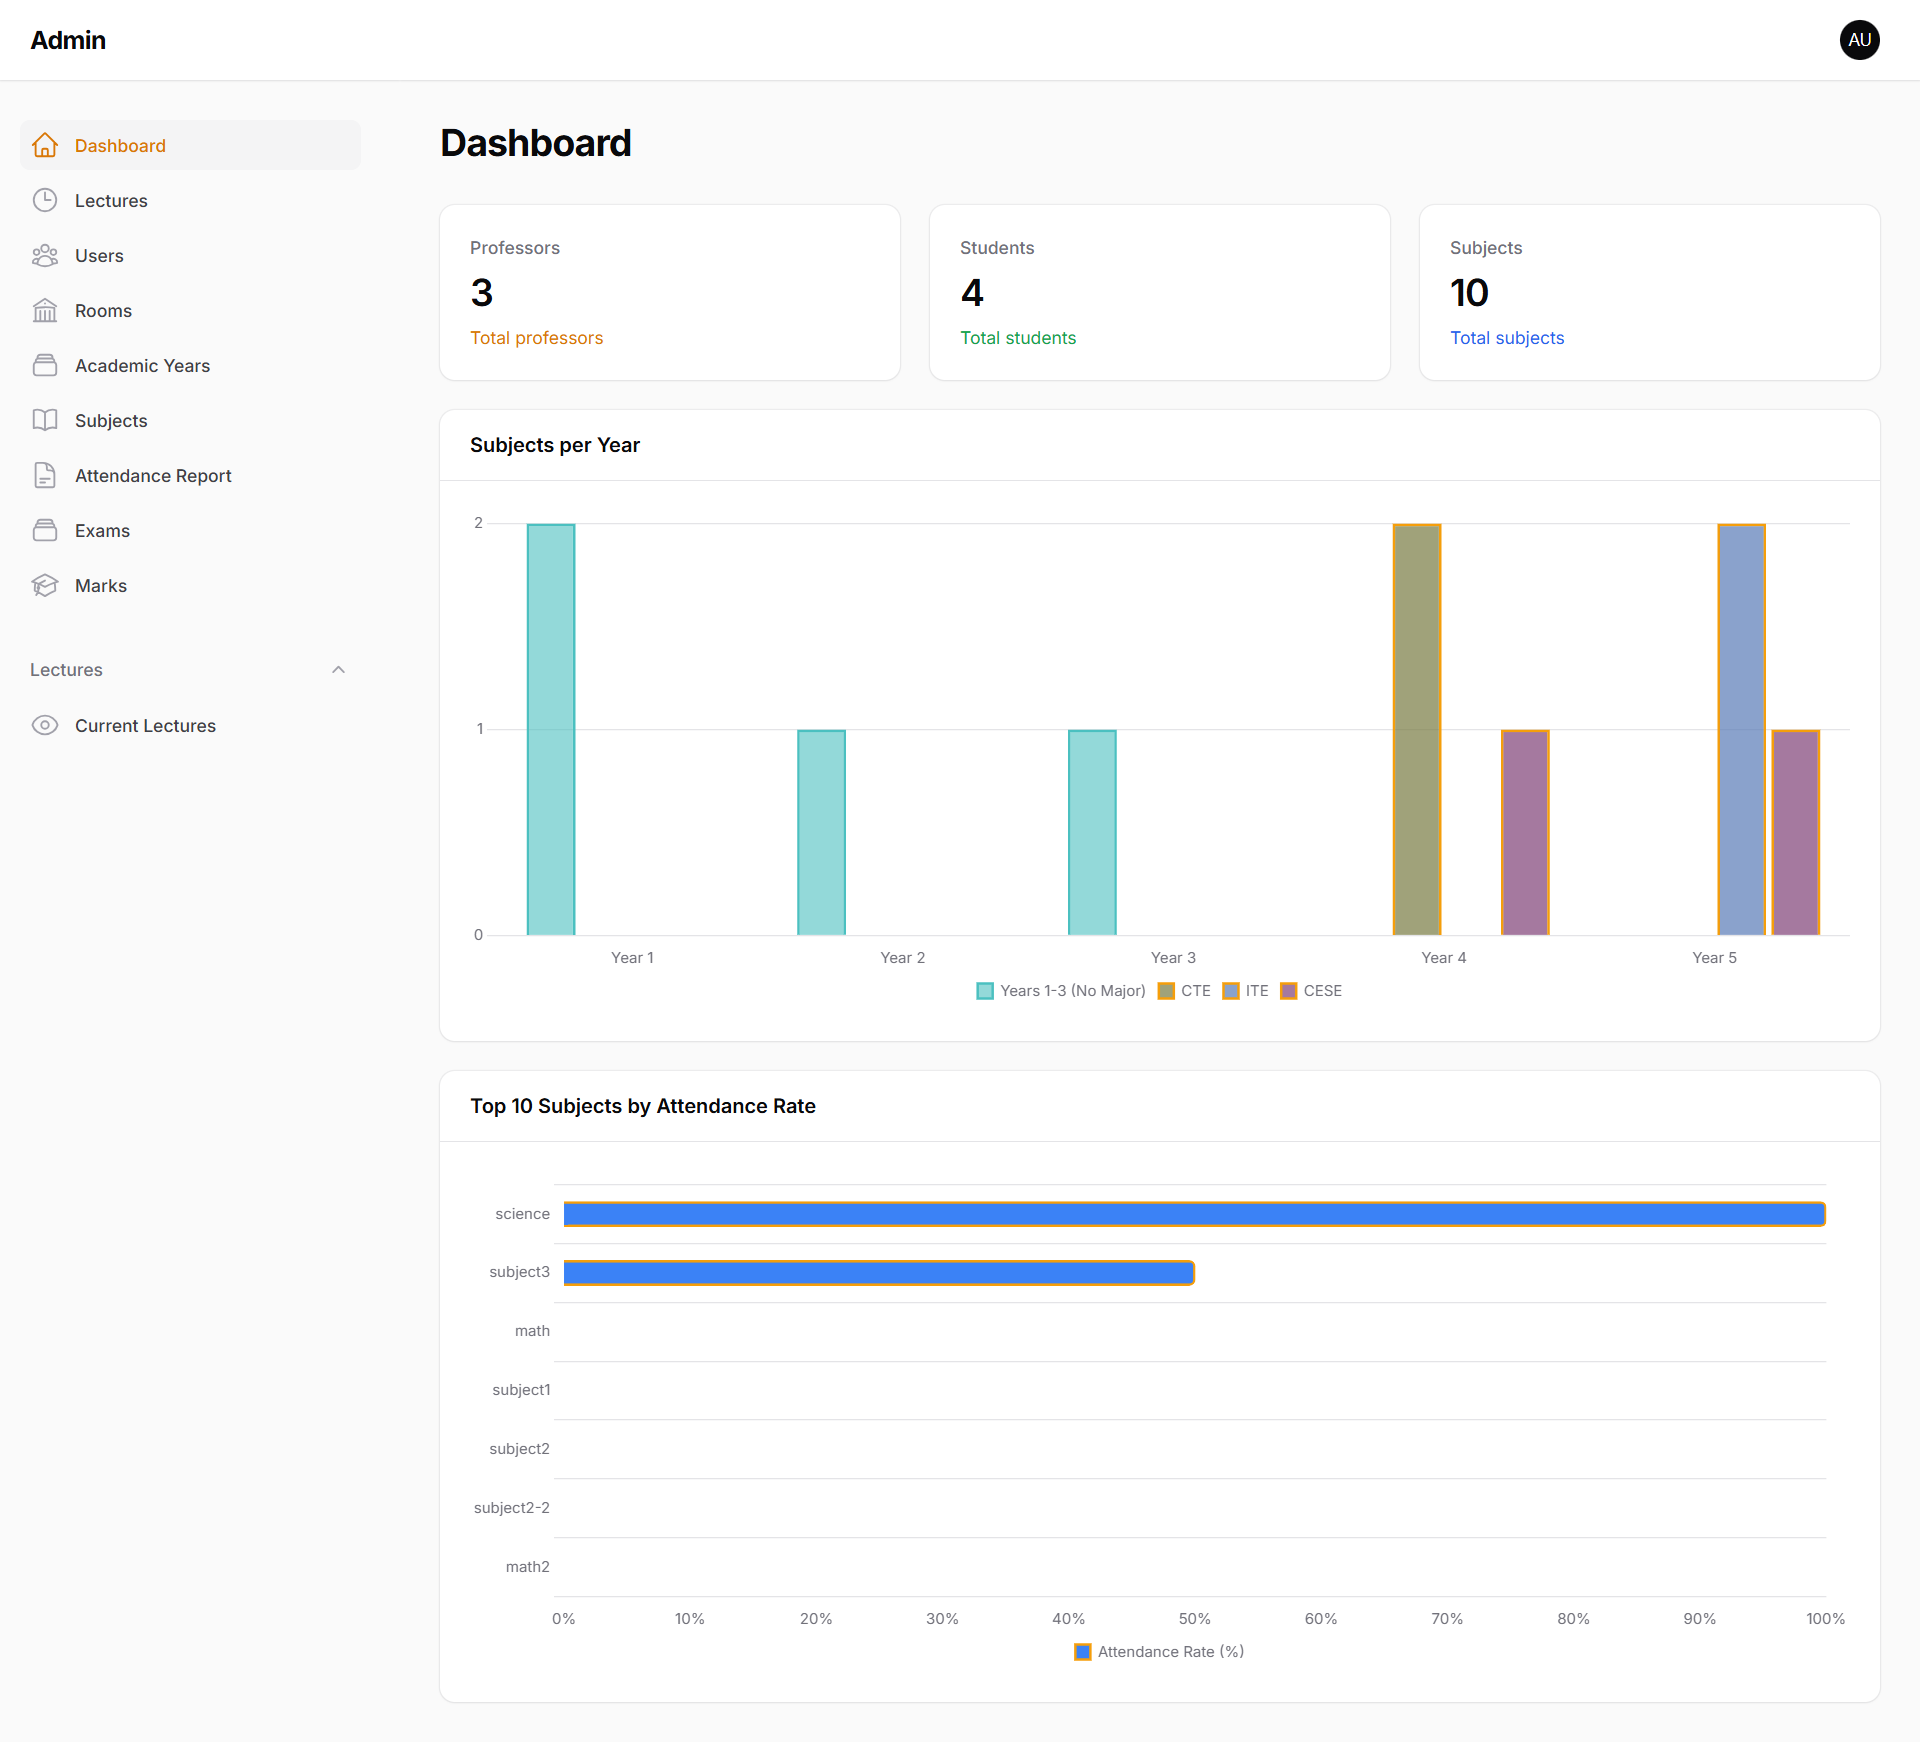 Admin
AU
Dashboard
Lectures
Users
Rooms
Academic Years
Subjects
Attendance Report
Exams
Marks
Lectures
Current Lectures
Dashboard
Professors
3
Total professors
Students
4
Total students
Subjects
10
Total subjects
Subjects per Year
2
1
0
Year 1 Year 2 Year 3 Year 4 Year 5
Years 1-3 (No Major) CTE ITE CESE
Top 10 Subjects by Attendance Rate
science
subject3
math
subject1
subject2
subject2-2
math2
0% 10% 20% 30% 40% 50% 60% 70% 80% 90% 100%
Attendance Rate (%)